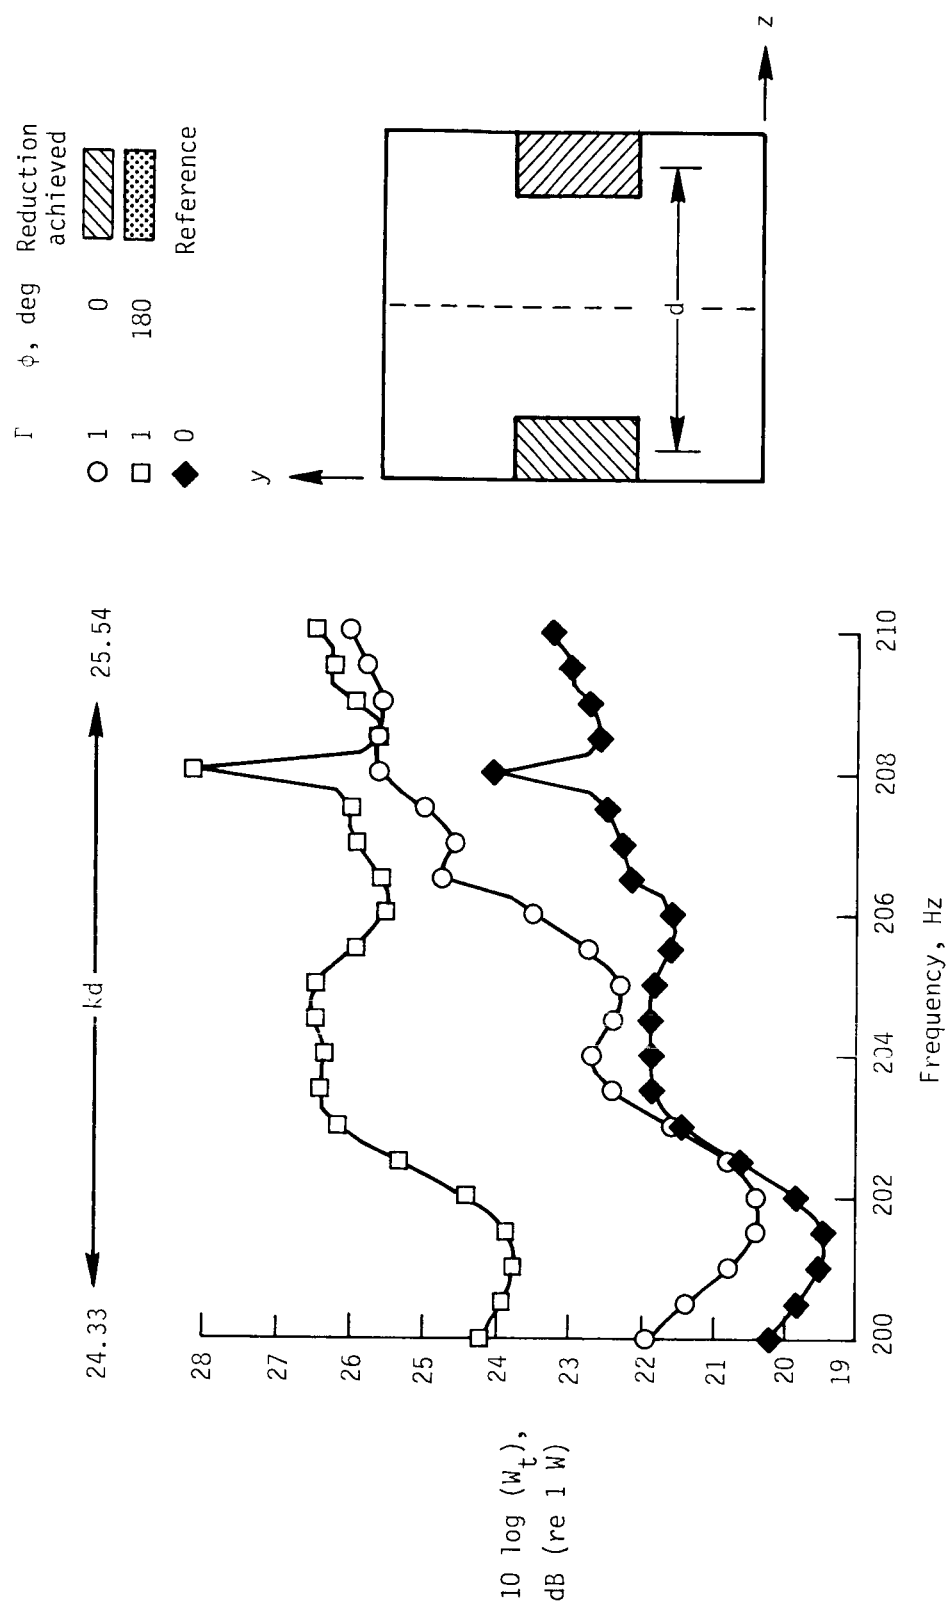 Γ ϕ, deg Reduction achieved
1 0
1 180
0 Reference
24.33 kd 25.54
28
27
26
25
24
23
22
21
20
19
10 log (Wt),
dB (re 1 W)
200 202 204 206 208 210
Frequency, Hz
y
d
z